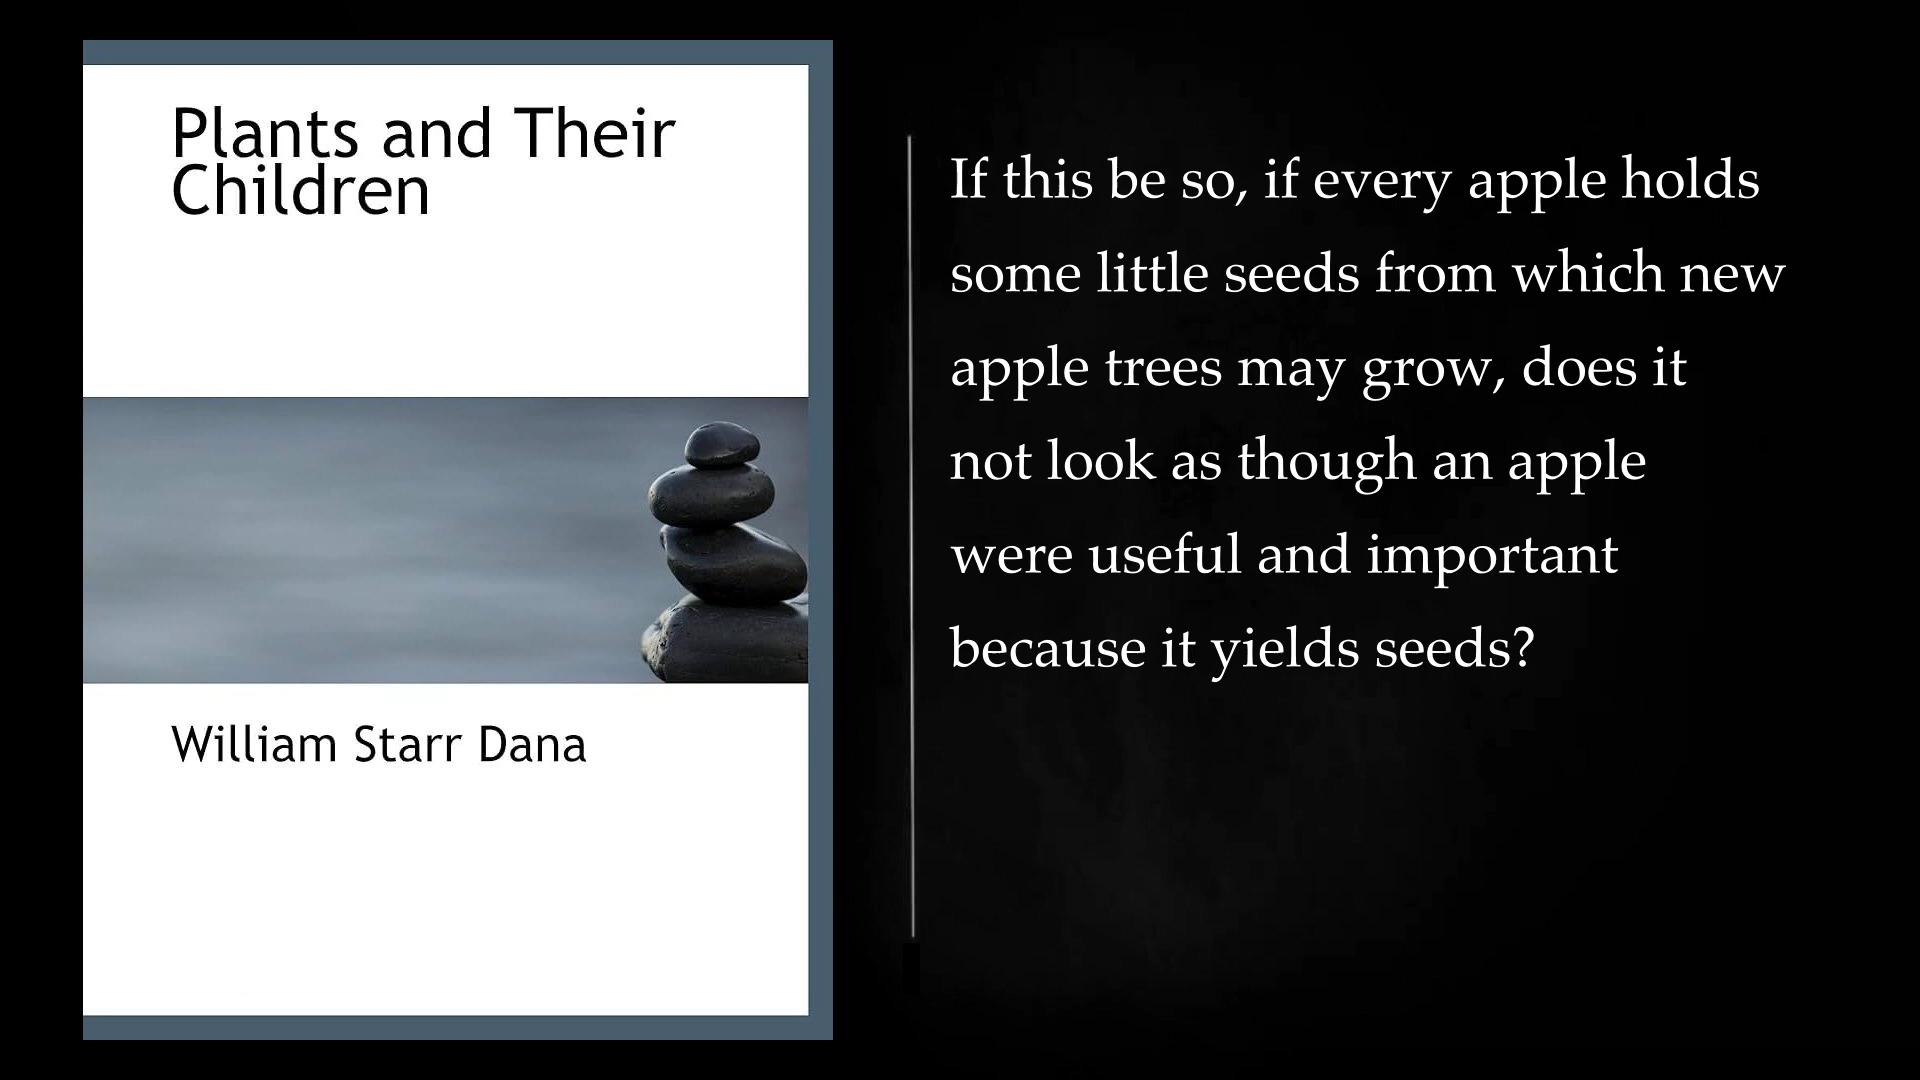 Plants and Their
Children
William Starr Dana
If this be so, if every apple holds
some little seeds from which new
apple trees may grow, does it
not look as though an apple
were useful and important
because it yields seeds?